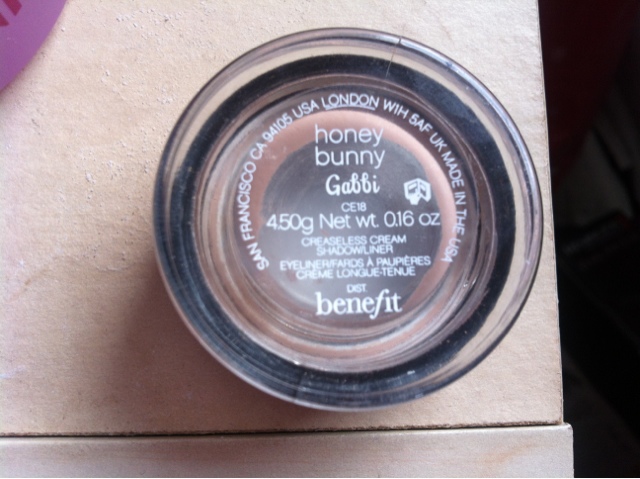 SAN FRANCISCO CA 94105 USA LONDON W1H 5AF UK MADE IN THE USA
honey
bunny
Gabbi
CE18
4.50g Net wt. 0.16 oz
CREASELESS CREAM
SHADOW/LINER
EYELINER/FARDS À PAUPIÈRES
CRÈME LONGUE-TENUE
DIST.
benefit